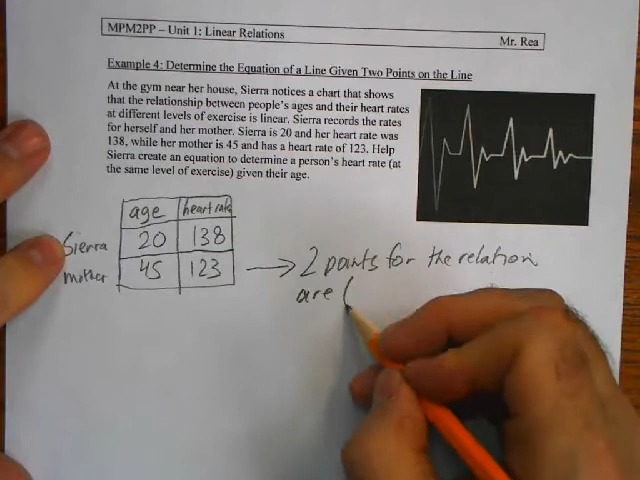 MPM2PP – Unit 1: Linear Relations
Mr. Rea
Example 4: Determine the Equation of a Line Given Two Points on the Line
At the gym near her house, Sierra notices a chart that shows
that the relationship between people's ages and their heart rates
at different levels of exercise is linear. Sierra records the rates
for herself and her mother. Sierra is 20 and her heart rate was
138, while her mother is 45 and has a heart rate of 123. Help
Sierra create an equation to determine a person's heart rate (at
the same level of exercise) given their age.
age heart rate
Sierra 20 138
mother 45 123 → 2 points for the relation
are (